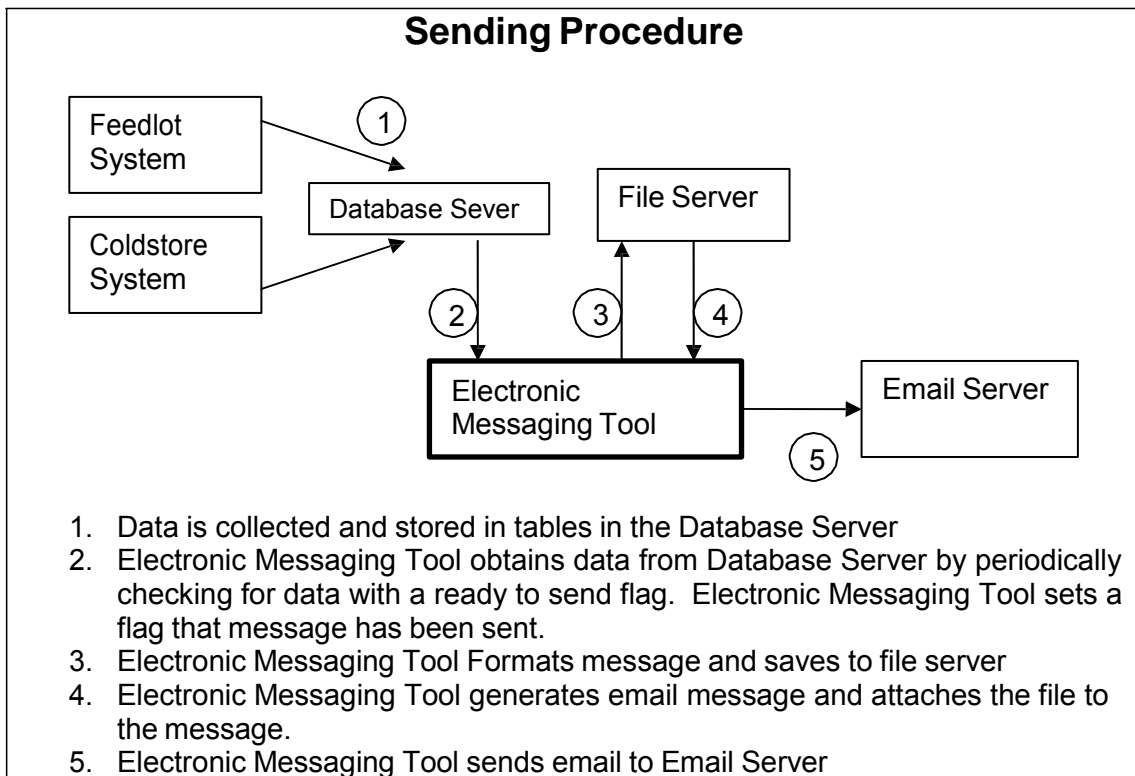 Sending Procedure
Feedlot
System
1
Database Sever
File Server
Coldstore
System
2
3
4
Electronic
Messaging Tool
Email Server
5
1. Data is collected and stored in tables in the Database Server
2. Electronic Messaging Tool obtains data from Database Server by periodically
checking for data with a ready to send flag. Electronic Messaging Tool sets a
flag that message has been sent.
3. Electronic Messaging Tool Formats message and saves to file server
4. Electronic Messaging Tool generates email message and attaches the file to
the message.
5. Electronic Messaging Tool sends email to Email Server